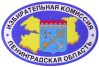 ИЗБИРАТЕЛЬНАЯ КОМИССИЯ
ЛЕНИНГРАДСКАЯ ОБЛАСТЬ